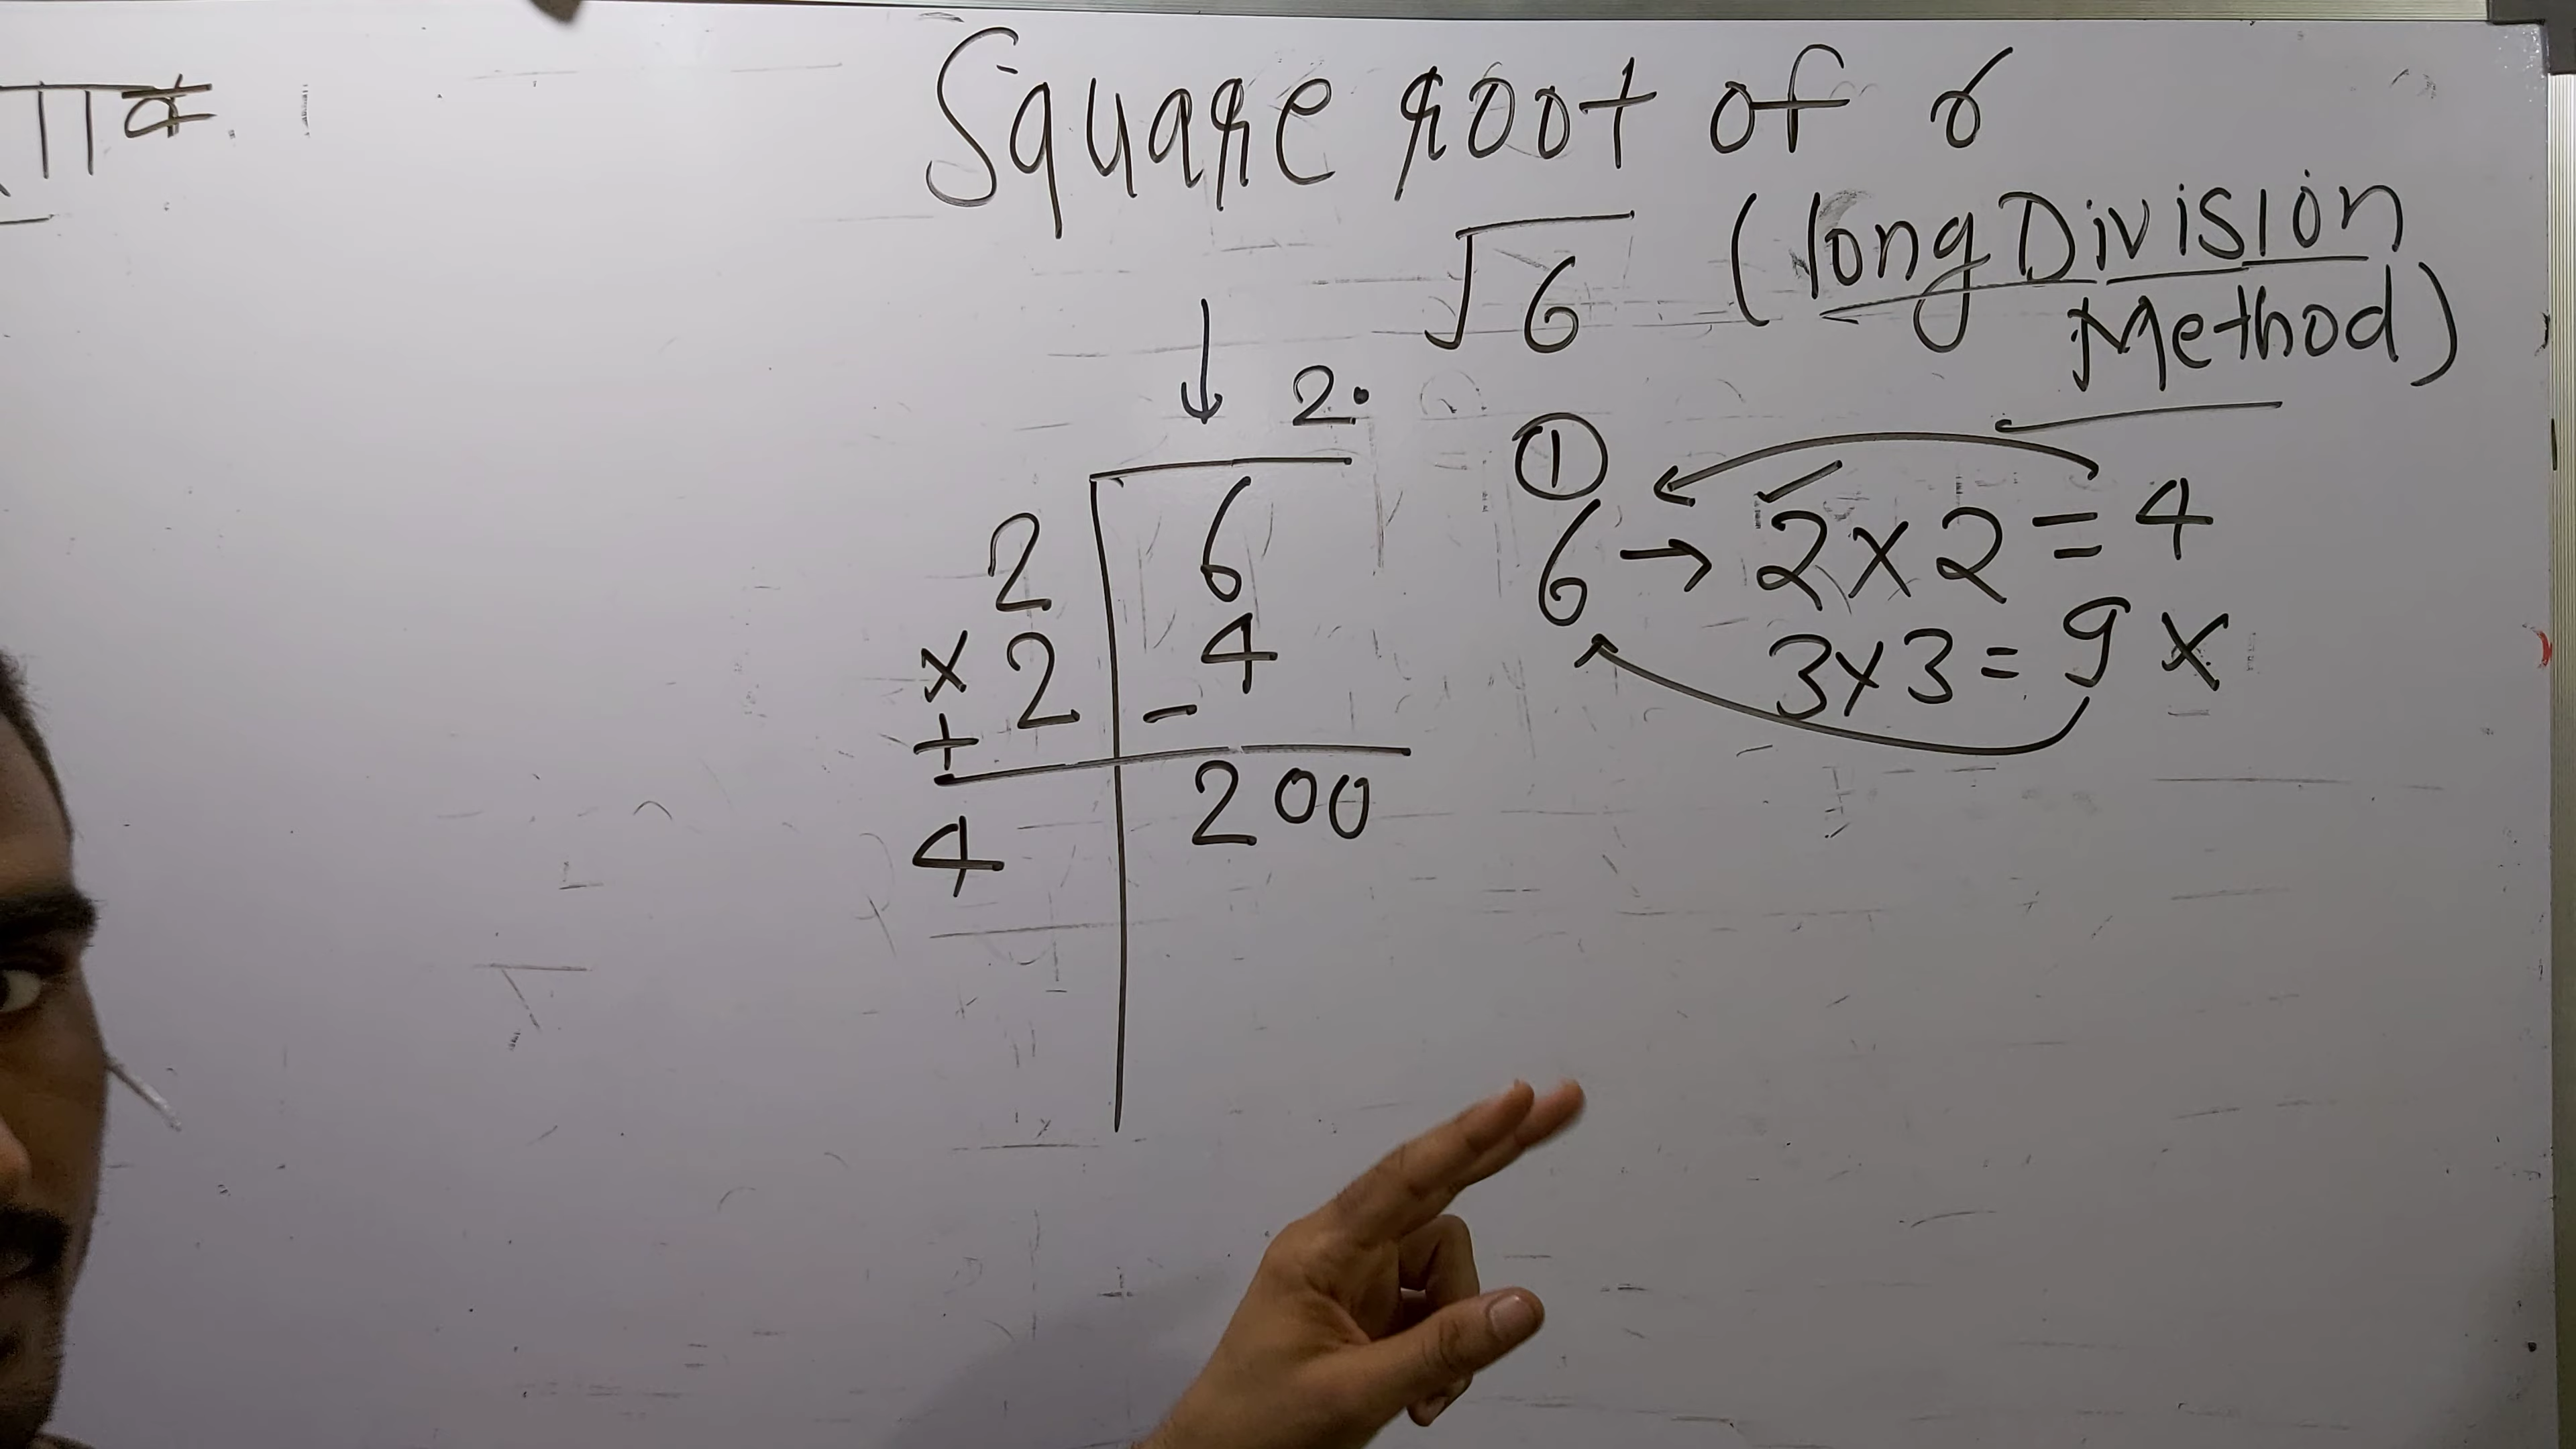 Square root of 6
√6 (long Division
Method)
2.
2 | 6
× 2 | 4
+ -
4 | 200
①
6 → 2×2=4
3×3=9 ×